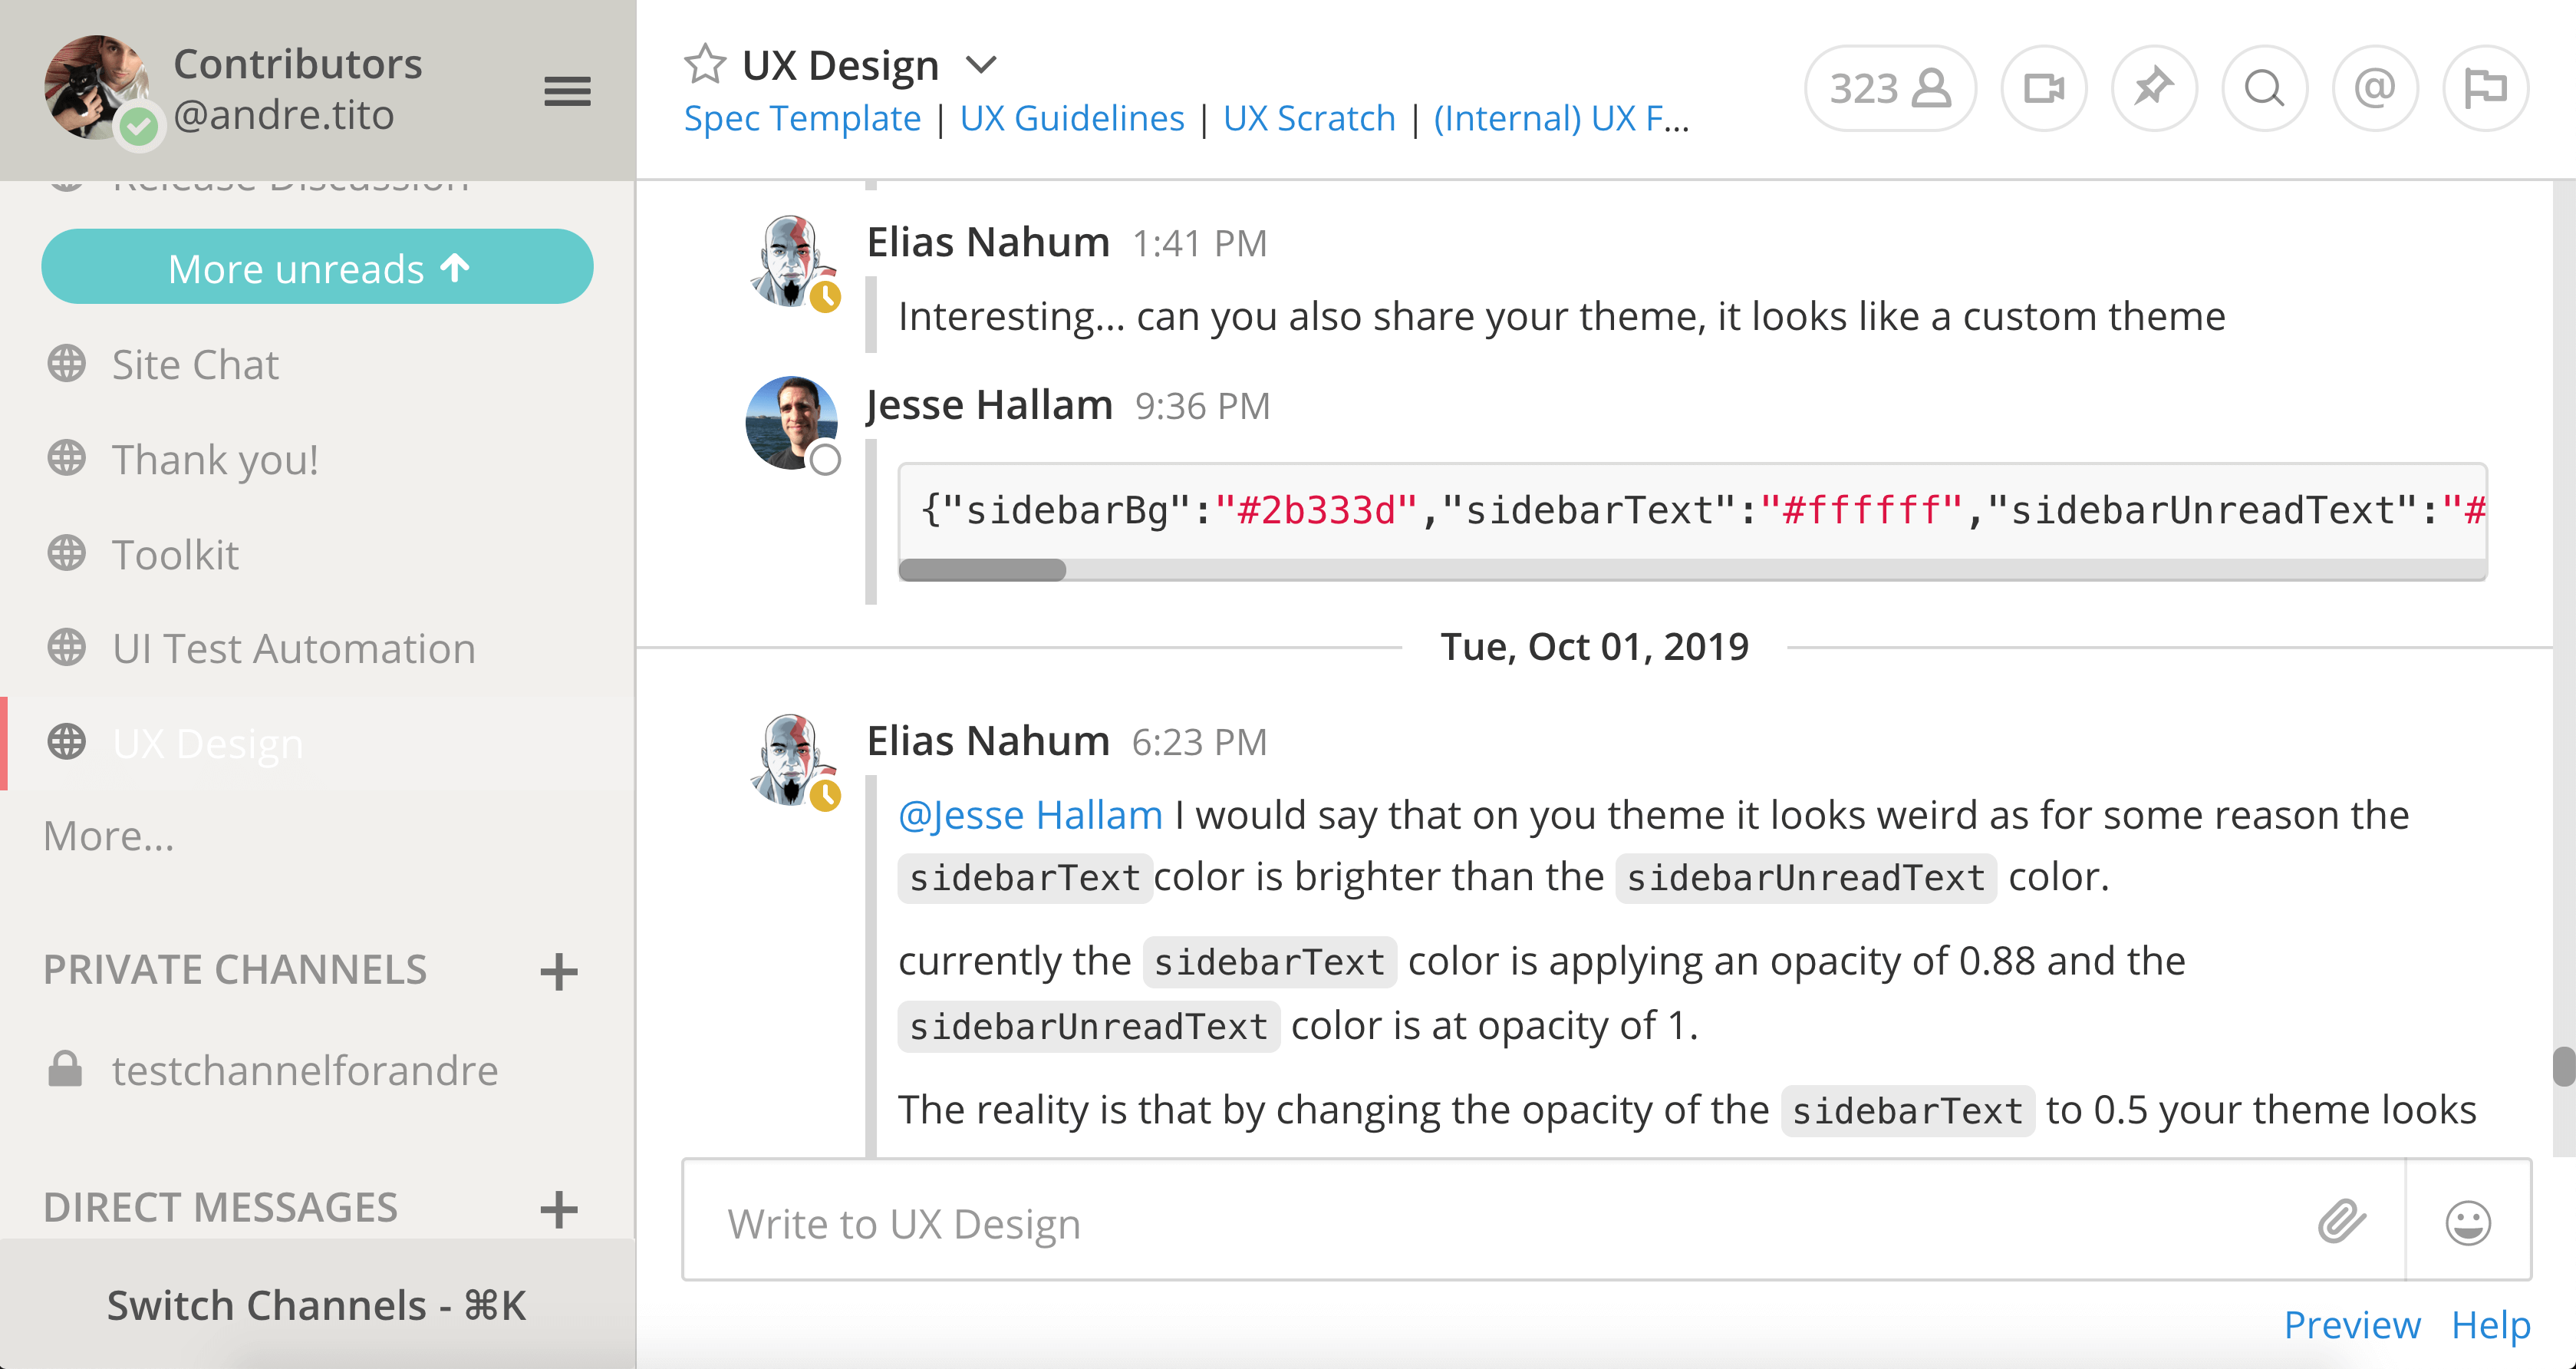 Contributors
@andre.tito
Release Discussion
More unreads
Site Chat
Thank you!
Toolkit
UI Test Automation
UX Design
More...
PRIVATE CHANNELS
testchannelforandre
DIRECT MESSAGES
Switch Channels - ⌘K
UX Design
Spec Template | UX Guidelines | UX Scratch | (Internal) UX F...
323
Elias Nahum 1:41 PM
Interesting... can you also share your theme, it looks like a custom theme
Jesse Hallam 9:36 PM
{"sidebarBg":"#2b333d","sidebarText":"#ffffff","sidebarUnreadText":"#
Tue, Oct 01, 2019
Elias Nahum 6:23 PM
@Jesse Hallam I would say that on you theme it looks weird as for some reason the
sidebarText color is brighter than the sidebarUnreadText color.
currently the sidebarText color is applying an opacity of 0.88 and the
sidebarUnreadText color is at opacity of 1.
The reality is that by changing the opacity of the sidebarText to 0.5 your theme looks
Write to UX Design
Preview Help